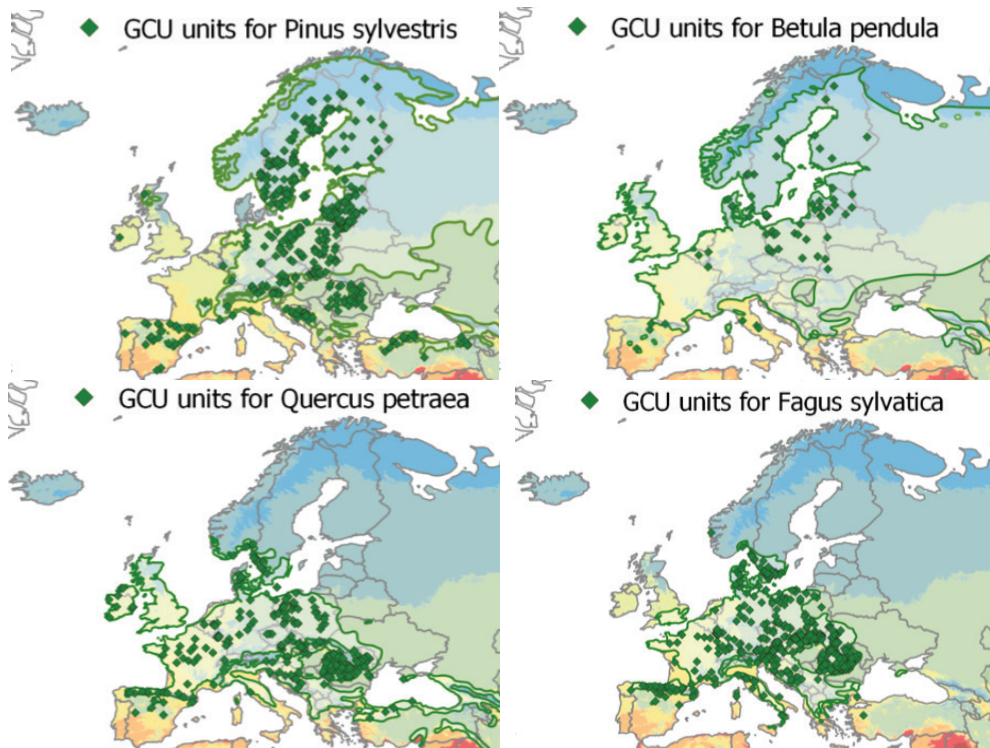 GCU units for Pinus sylvestris
GCU units for Betula pendula
GCU units for Quercus petraea
GCU units for Fagus sylvatica